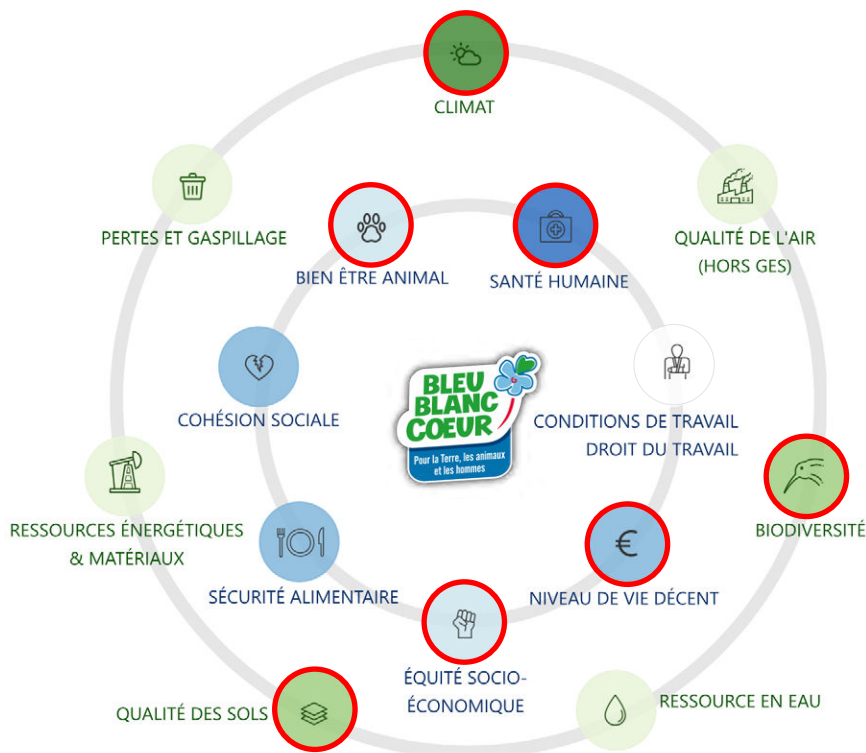 CLIMAT
PERTES ET GASPILLAGE
QUALITÉ DE L'AIR
(HORS GES)
BIEN ÊTRE ANIMAL
SANTÉ HUMAINE
COHÉSION SOCIALE
BLEU
BLANC
COEUR
Pour la Terre, les animaux
et les hommes
CONDITIONS DE TRAVAIL
DROIT DU TRAVAIL
RESSOURCES ÉNERGÉTIQUES
& MATÉRIAUX
BIODIVERSITÉ
SÉCURITÉ ALIMENTAIRE
€
NIVEAU DE VIE DÉCENT
ÉQUITÉ SOCIO-
ÉCONOMIQUE
QUALITÉ DES SOLS
RESSOURCE EN EAU